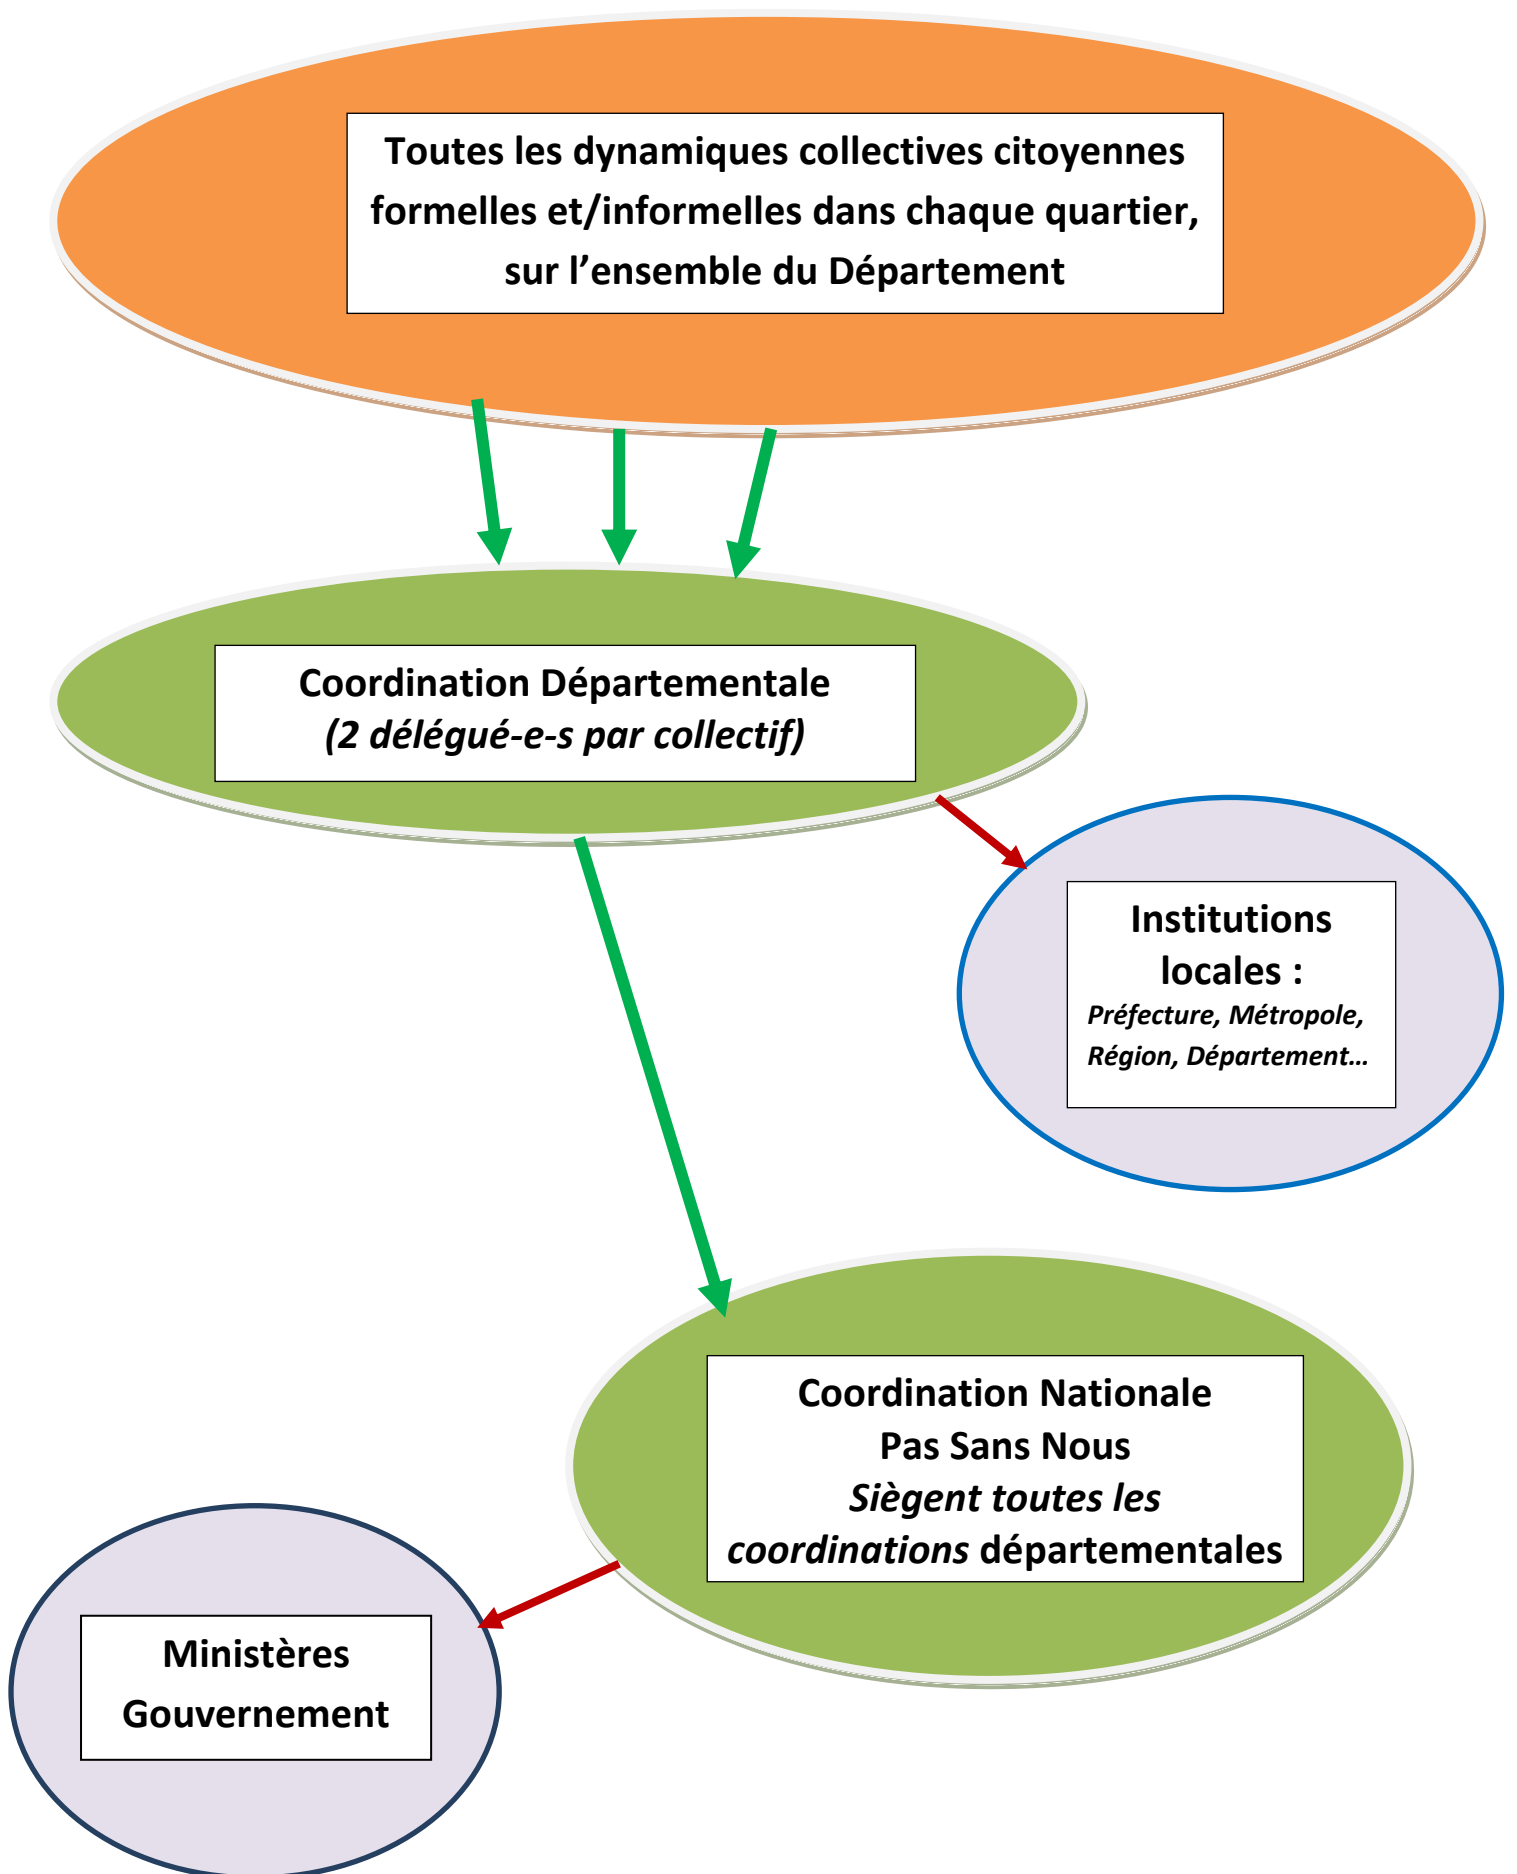 Toutes les dynamiques collectives citoyennes
formelles et/informelles dans chaque quartier,
sur l’ensemble du Département
Coordination Départementale
(2 délégué-e-s par collectif)
Institutions
locales :
Préfecture, Métropole,
Région, Département…
Coordination Nationale
Pas Sans Nous
Siègent toutes les
coordinations départementales
Ministères
Gouvernement